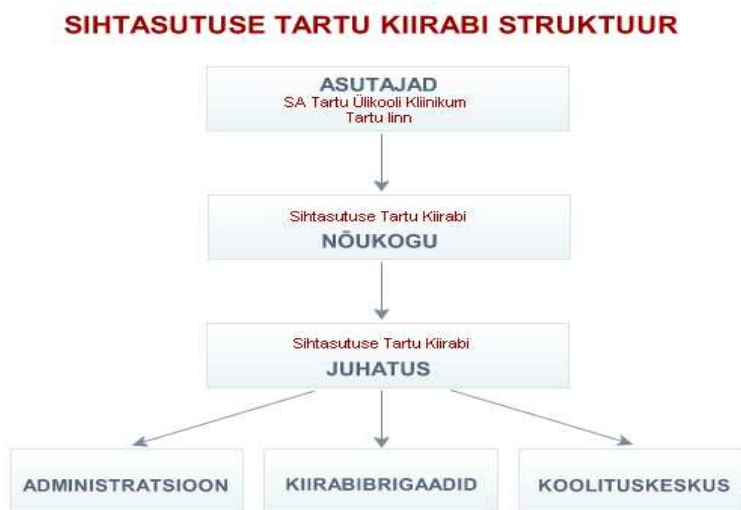 SIHTASUTUSE TARTU KIIRABI STRUKTUUR
ASUTAJAD
SA Tartu Ülikooli Kliinikum
Tartu linn
Sihtasutuse Tartu Kiirabi
NÕUKOGU
Sihtasutuse Tartu Kiirabi
JUHATUS
ADMINISTRATSIOON
KIIRABIBRIGAADID
KOOLITUSKESKUS